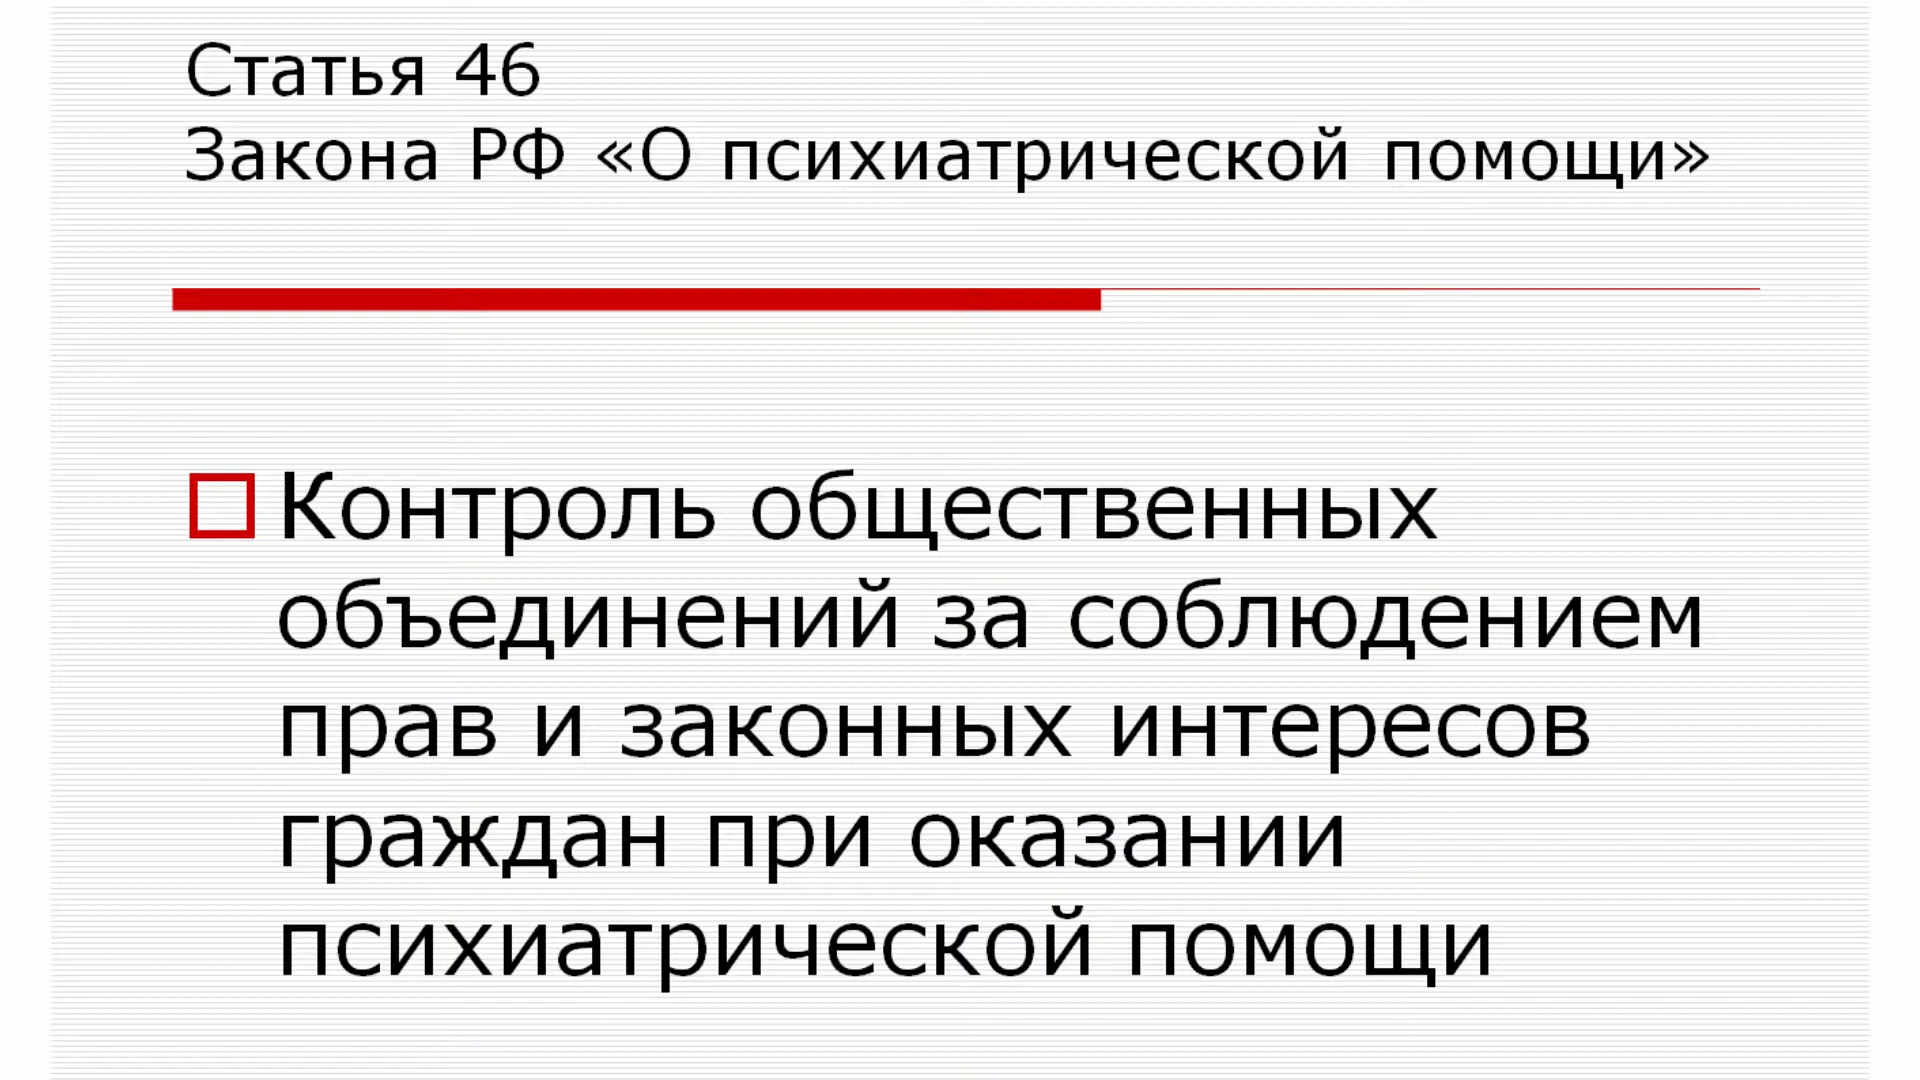 Статья 46
Закона РФ «О психиатрической помощи»
Контроль общественных
объединений за соблюдением
прав и законных интересов
граждан при оказании
психиатрической помощи